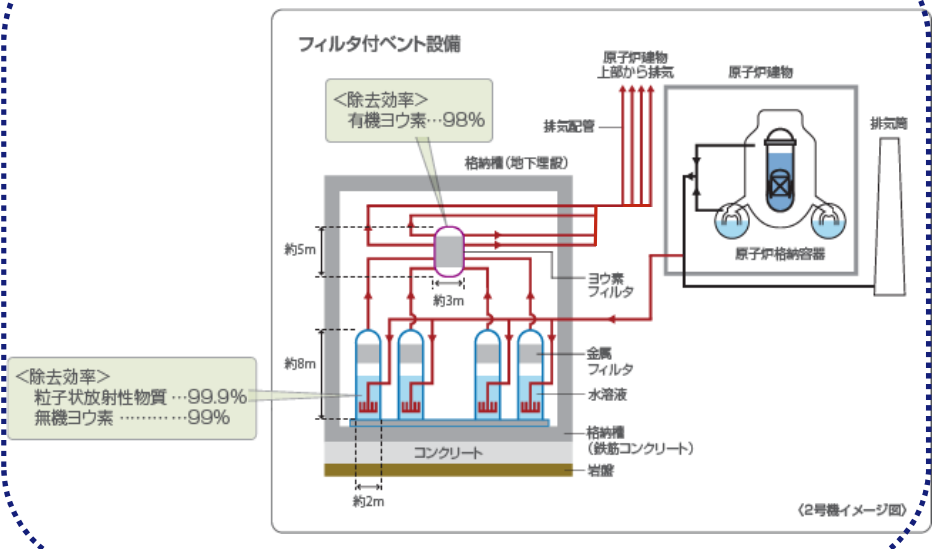 フィルタ付ベント設備
<除去効率>
有機ヨウ素…98%
原子炉建物
上部から排気
原子炉建物
排気配管
排気筒
格納槽(地下埋設)
約5m
原子炉格納容器
ヨウ素
フィルタ
約3m
約8m
金属
フィルタ
<除去効率>
粒子状放射性物質…99.9%
無機ヨウ素………99%
水溶液
格納槽
(鉄筋コンクリート)
コンクリート
岩盤
約2m
〈2号機イメージ図〉